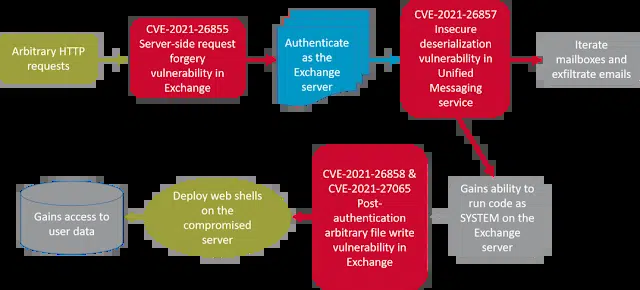 Arbitrary HTTP
requests
CVE-2021-26855
Server-side request
forgery
vulnerability in
Exchange
Authenticate
as the Exchange
server
CVE-2021-26857
Insecure
deserialization
vulnerability in
Unified
Messaging
service
Iterate
mailboxes and
exfiltrate emails
Gains ability to
run code as
SYSTEM on the
Exchange
server
CVE-2021-26858 &
CVE-2021-27065
Post-
authentication
arbitrary file write
vulnerability in
Exchange
Deploy web shells
on the
compromised
server
Gains access to
user data